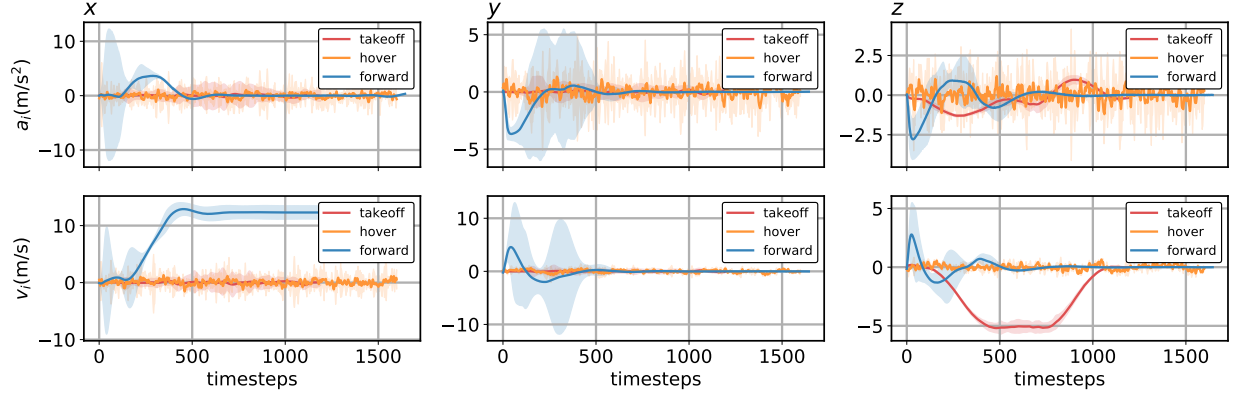 x
y
z
a_i(m/s²)
10
0
−10
takeoff
hover
forward
5
0
−5
takeoff
hover
forward
2.5
0.0
−2.5
takeoff
hover
forward
v_i(m/s)
10
0
−10
takeoff
hover
forward
10
0
−10
takeoff
hover
forward
5
0
−5
takeoff
hover
forward
0 500 1000 1500
0 500 1000 1500
0 500 1000 1500
timesteps
timesteps
timesteps